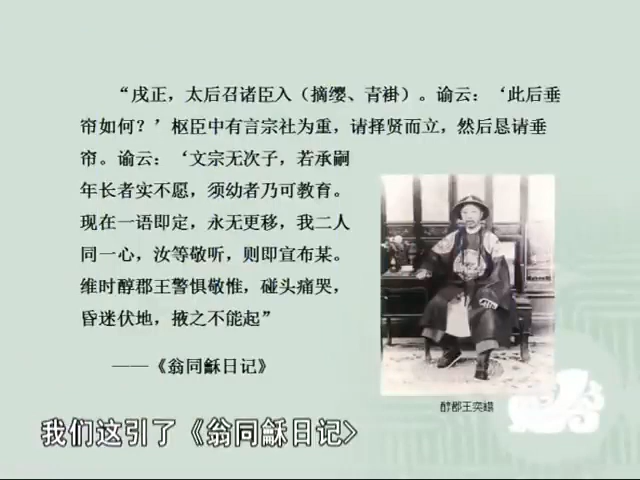 “戌正，太后召诸臣入（摘缨、青褂）。谕云：‘此后垂
帘如何？’枢臣中有言宗社为重，请择贤而立，然后恳请垂
帘。谕云：‘文宗无次子，若承嗣
年长者实不愿，须幼者乃可教育。
现在一语即定，永无更移，我二人
同一心，汝等敬听，则即宣布某。
维时醇郡王警惧敬惟，碰头痛哭，
昏迷伏地，掖之不能起”
——《翁同龢日记》
醇郡王奕譞
我们这引了《翁同龢日记》